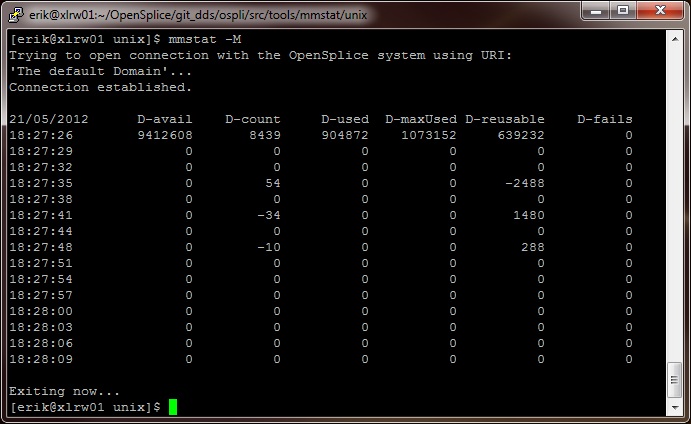 erik@xlrw01:~/OpenSplice/git_dds/ospli/src/tools/mmstat/unix
[erik@xlrw01 unix]$ mmstat -M
Trying to open connection with the OpenSplice system using URI:
'The default Domain'...
Connection established.
21/05/2012 D-avail D-count D-used D-maxUsed D-reusable D-fails
18:27:26 9412608 8439 904872 1073152 639232 0
18:27:29 0 0 0 0 0 0
18:27:32 0 0 0 0 0 0
18:27:35 0 54 0 0 -2488 0
18:27:38 0 0 0 0 0 0
18:27:41 0 -34 0 0 1480 0
18:27:44 0 0 0 0 0 0
18:27:48 0 -10 0 0 288 0
18:27:51 0 0 0 0 0 0
18:27:54 0 0 0 0 0 0
18:27:57 0 0 0 0 0 0
18:28:00 0 0 0 0 0 0
18:28:03 0 0 0 0 0 0
18:28:06 0 0 0 0 0 0
18:28:09 0 0 0 0 0 0
Exiting now...
[erik@xlrw01 unix]$